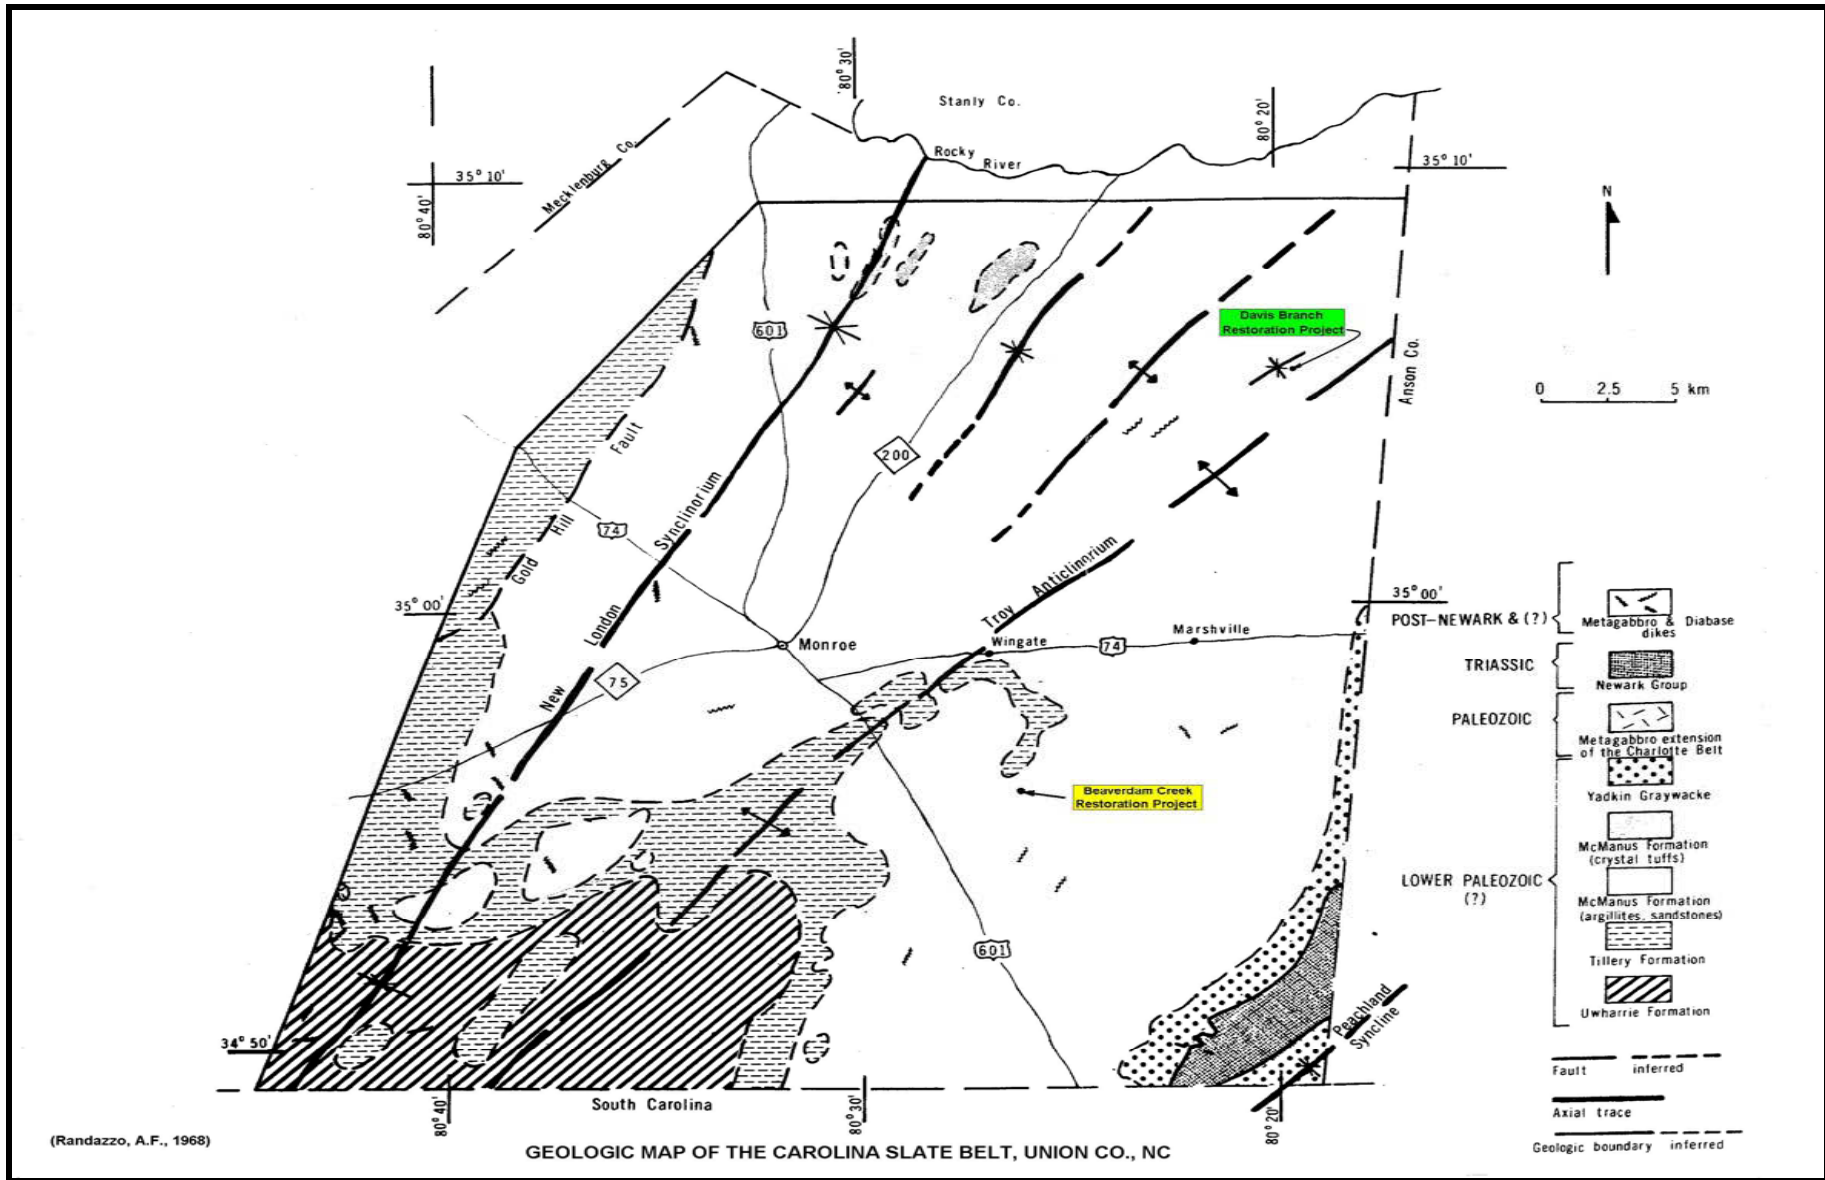 80° 30'
Stanly Co.
80° 20'
Rocky
River
Mecklenburg Co.
35° 10'
35° 10'
80° 40'
N
601
Davis Branch
Restoration Project
Anson Co.
0 2.5 5 km
Gold Hill Fault
200
74
New London Synclinorium
Troy Anticlinorium
35° 00'
35° 00'
Monroe
Wingate
74
Marshville
75
Beaverdam Creek
Restoration Project
601
Peachland
Syncline
34° 50'
South Carolina
80° 40'
80° 30'
80° 20'
POST-NEWARK & (?)
Metagabbro & Diabase
dikes
TRIASSIC
Newark Group
PALEOZOIC
Metagabbro extension
of the Charlotte Belt
Yadkin Graywacke
McManus Formation
(crystal tuffs)
LOWER PALEOZOIC
(?)
McManus Formation
(argillites, sandstones)
Tillery Formation
Uwharrie Formation
Fault inferred
Axial trace
Geologic boundary inferred
(Randazzo, A.F., 1968)
GEOLOGIC MAP OF THE CAROLINA SLATE BELT, UNION CO., NC